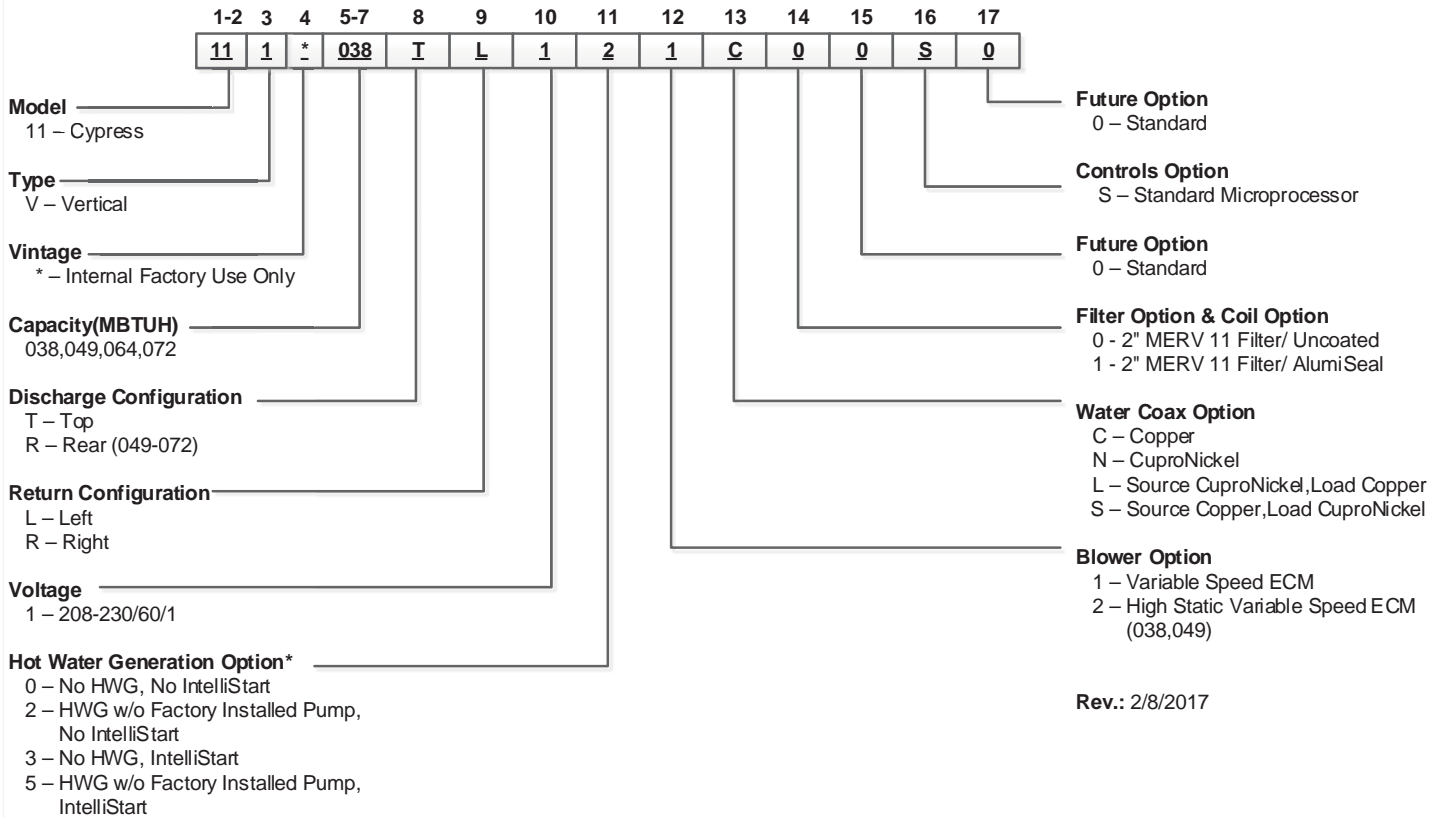 1-2 3 4 5-7 8 9 10 11 12 13 14 15 16 17
11 1 * 038 T L 1 2 1 C 0 0 S 0
Model
11 – Cypress
Type
V – Vertical
Vintage
* – Internal Factory Use Only
Capacity(MBTUH)
038,049,064,072
Discharge Configuration
T – Top
R – Rear (049-072)
Return Configuration
L – Left
R – Right
Voltage
1 – 208-230/60/1
Hot Water Generation Option*
0 – No HWG, No IntelliStart
2 – HWG w/o Factory Installed Pump,
No IntelliStart
3 – No HWG, IntelliStart
5 – HWG w/o Factory Installed Pump,
IntelliStart
Future Option
0 – Standard
Controls Option
S – Standard Microprocessor
Future Option
0 – Standard
Filter Option & Coil Option
0 - 2" MERV 11 Filter/ Uncoated
1 - 2" MERV 11 Filter/ AlumiSeal
Water Coax Option
C – Copper
N – CuproNickel
L – Source CuproNickel,Load Copper
S – Source Copper,Load CuproNickel
Blower Option
1 – Variable Speed ECM
2 – High Static Variable Speed ECM
(038,049)
Rev.: 2/8/2017